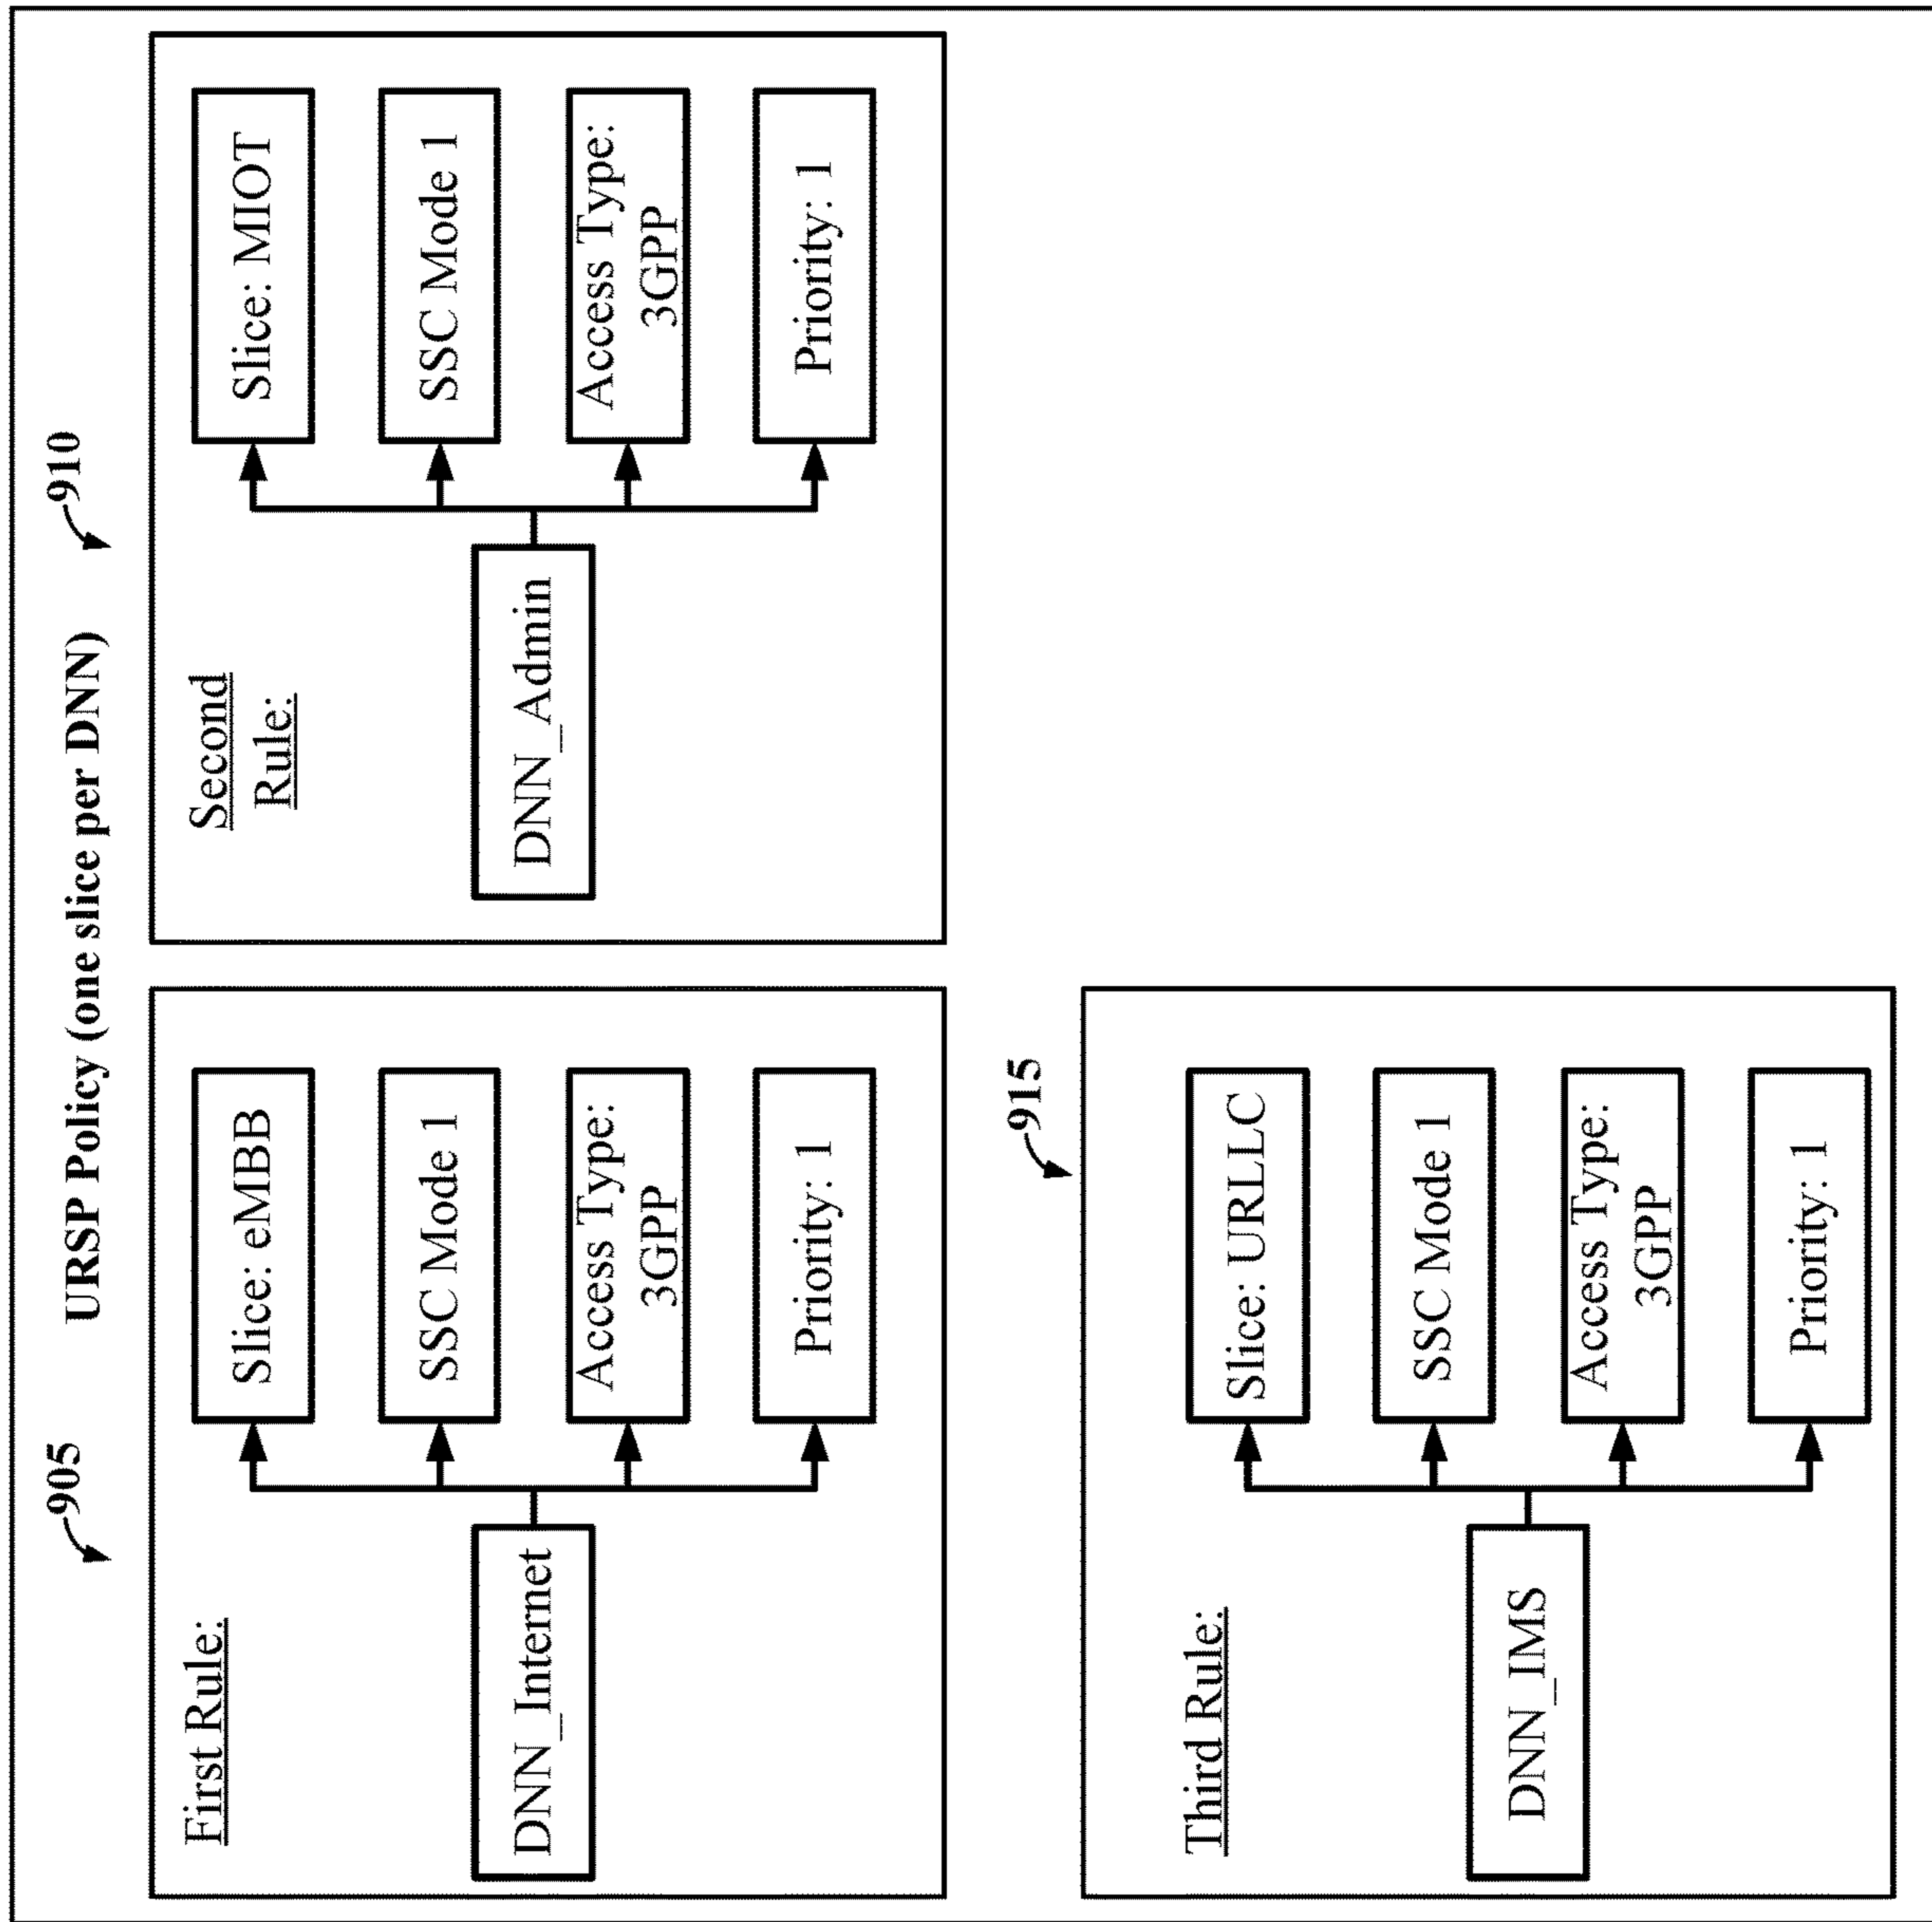 URSP Policy (one slice per DNN)
905
First Rule:
DNN_Internet
Slice: eMBB
SSC Mode 1
Access Type:
3GPP
Priority: 1
910
Second
Rule:
DNN_Admin
Slice: MIOT
SSC Mode 1
Access Type:
3GPP
Priority: 1
915
Third Rule:
DNN_IMS
Slice: URLLC
SSC Mode 1
Access Type:
3GPP
Priority: 1